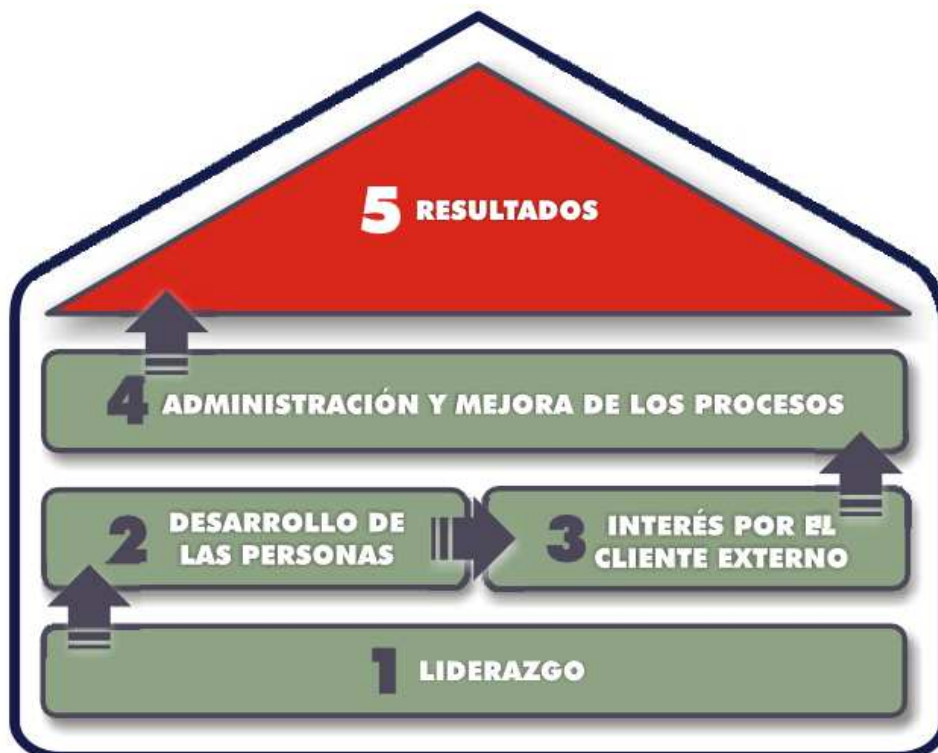 5 RESULTADOS
4 ADMINISTRACIÓN Y MEJORA DE LOS PROCESOS
2 DESARROLLO DE
LAS PERSONAS
3 INTERÉS POR EL
CLIENTE EXTERNO
1 LIDERAZGO